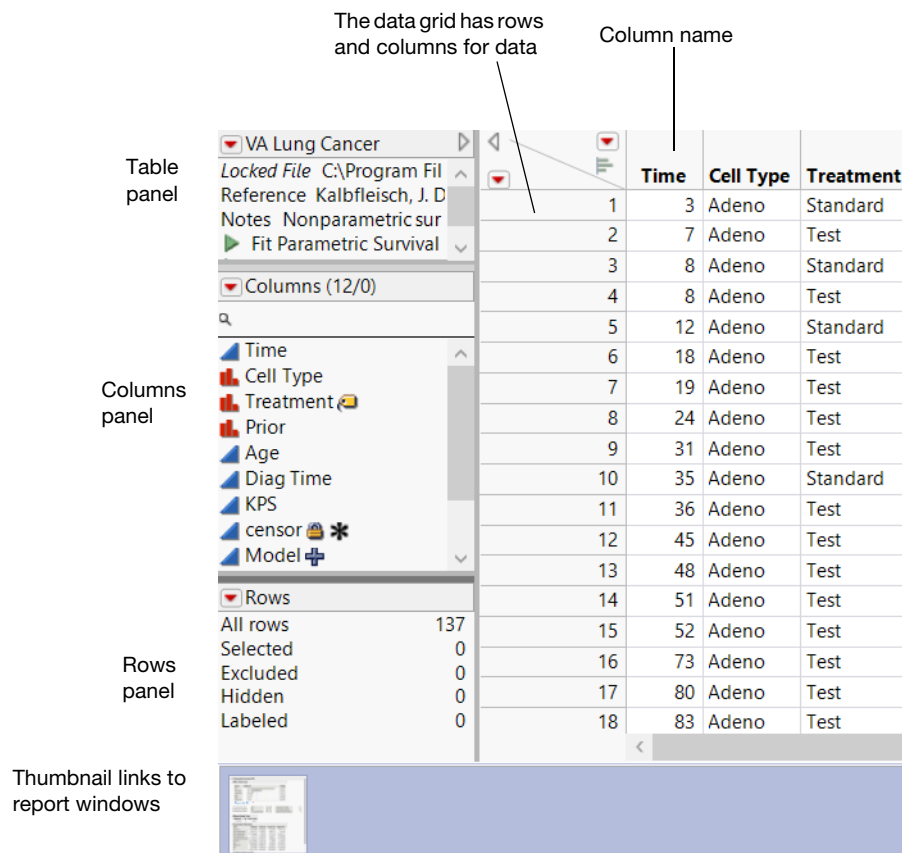 The data grid has rows
and columns for data
Column name
Table
panel
VA Lung Cancer
Locked File C:\Program Fil
Reference Kalbfleisch, J. D
Notes Nonparametric sur
Fit Parametric Survival
Columns (12/0)
Columns
panel
Time
Cell Type
Treatment
Prior
Age
Diag Time
KPS
censor
Model
Rows
panel
Rows
All rows 137
Selected 0
Excluded 0
Hidden 0
Labeled 0
Time Cell Type Treatment
1 3 Adeno Standard
2 7 Adeno Test
3 8 Adeno Standard
4 8 Adeno Test
5 12 Adeno Standard
6 18 Adeno Test
7 19 Adeno Test
8 24 Adeno Test
9 31 Adeno Test
10 35 Adeno Standard
11 36 Adeno Test
12 45 Adeno Test
13 48 Adeno Test
14 51 Adeno Test
15 52 Adeno Test
16 73 Adeno Test
17 80 Adeno Test
18 83 Adeno Test
Thumbnail links to
report windows